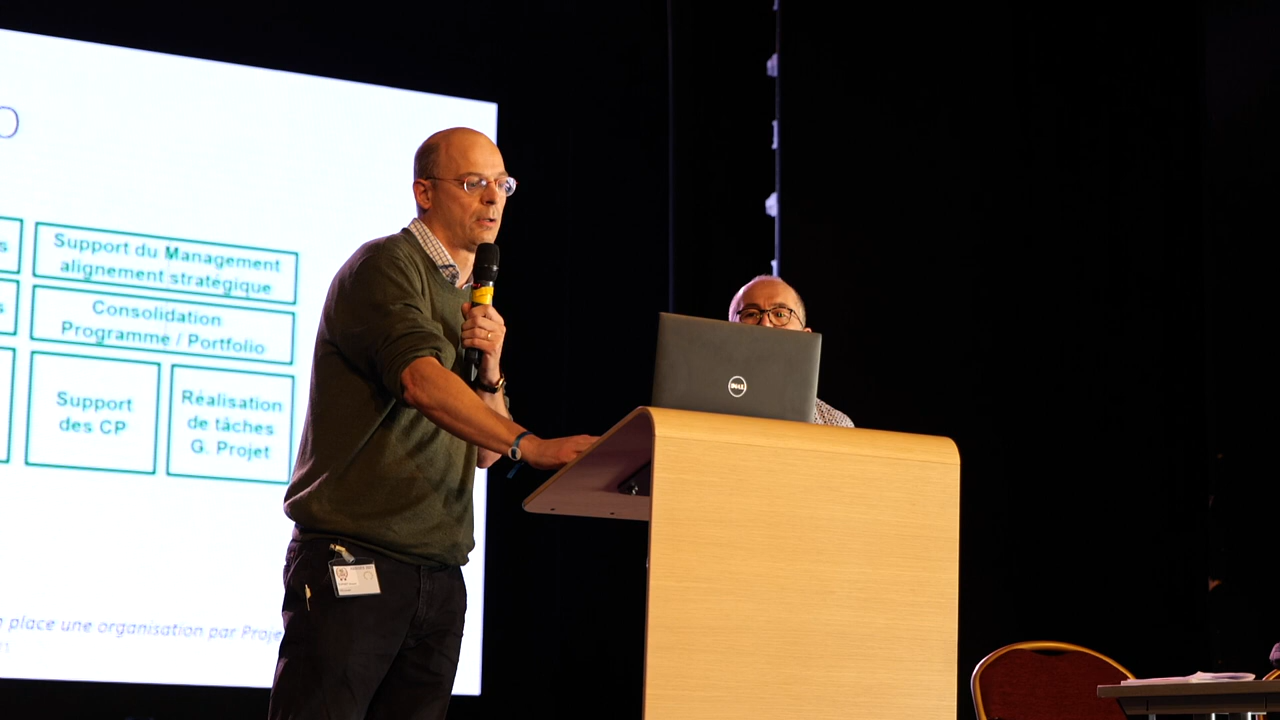 O
s
Support du Management
alignement stratégique
s
Consolidation
Programme / Portfolio
Support
des CP
Réalisation
de tâches
G. Projet
place une organisation par Proje
DELL